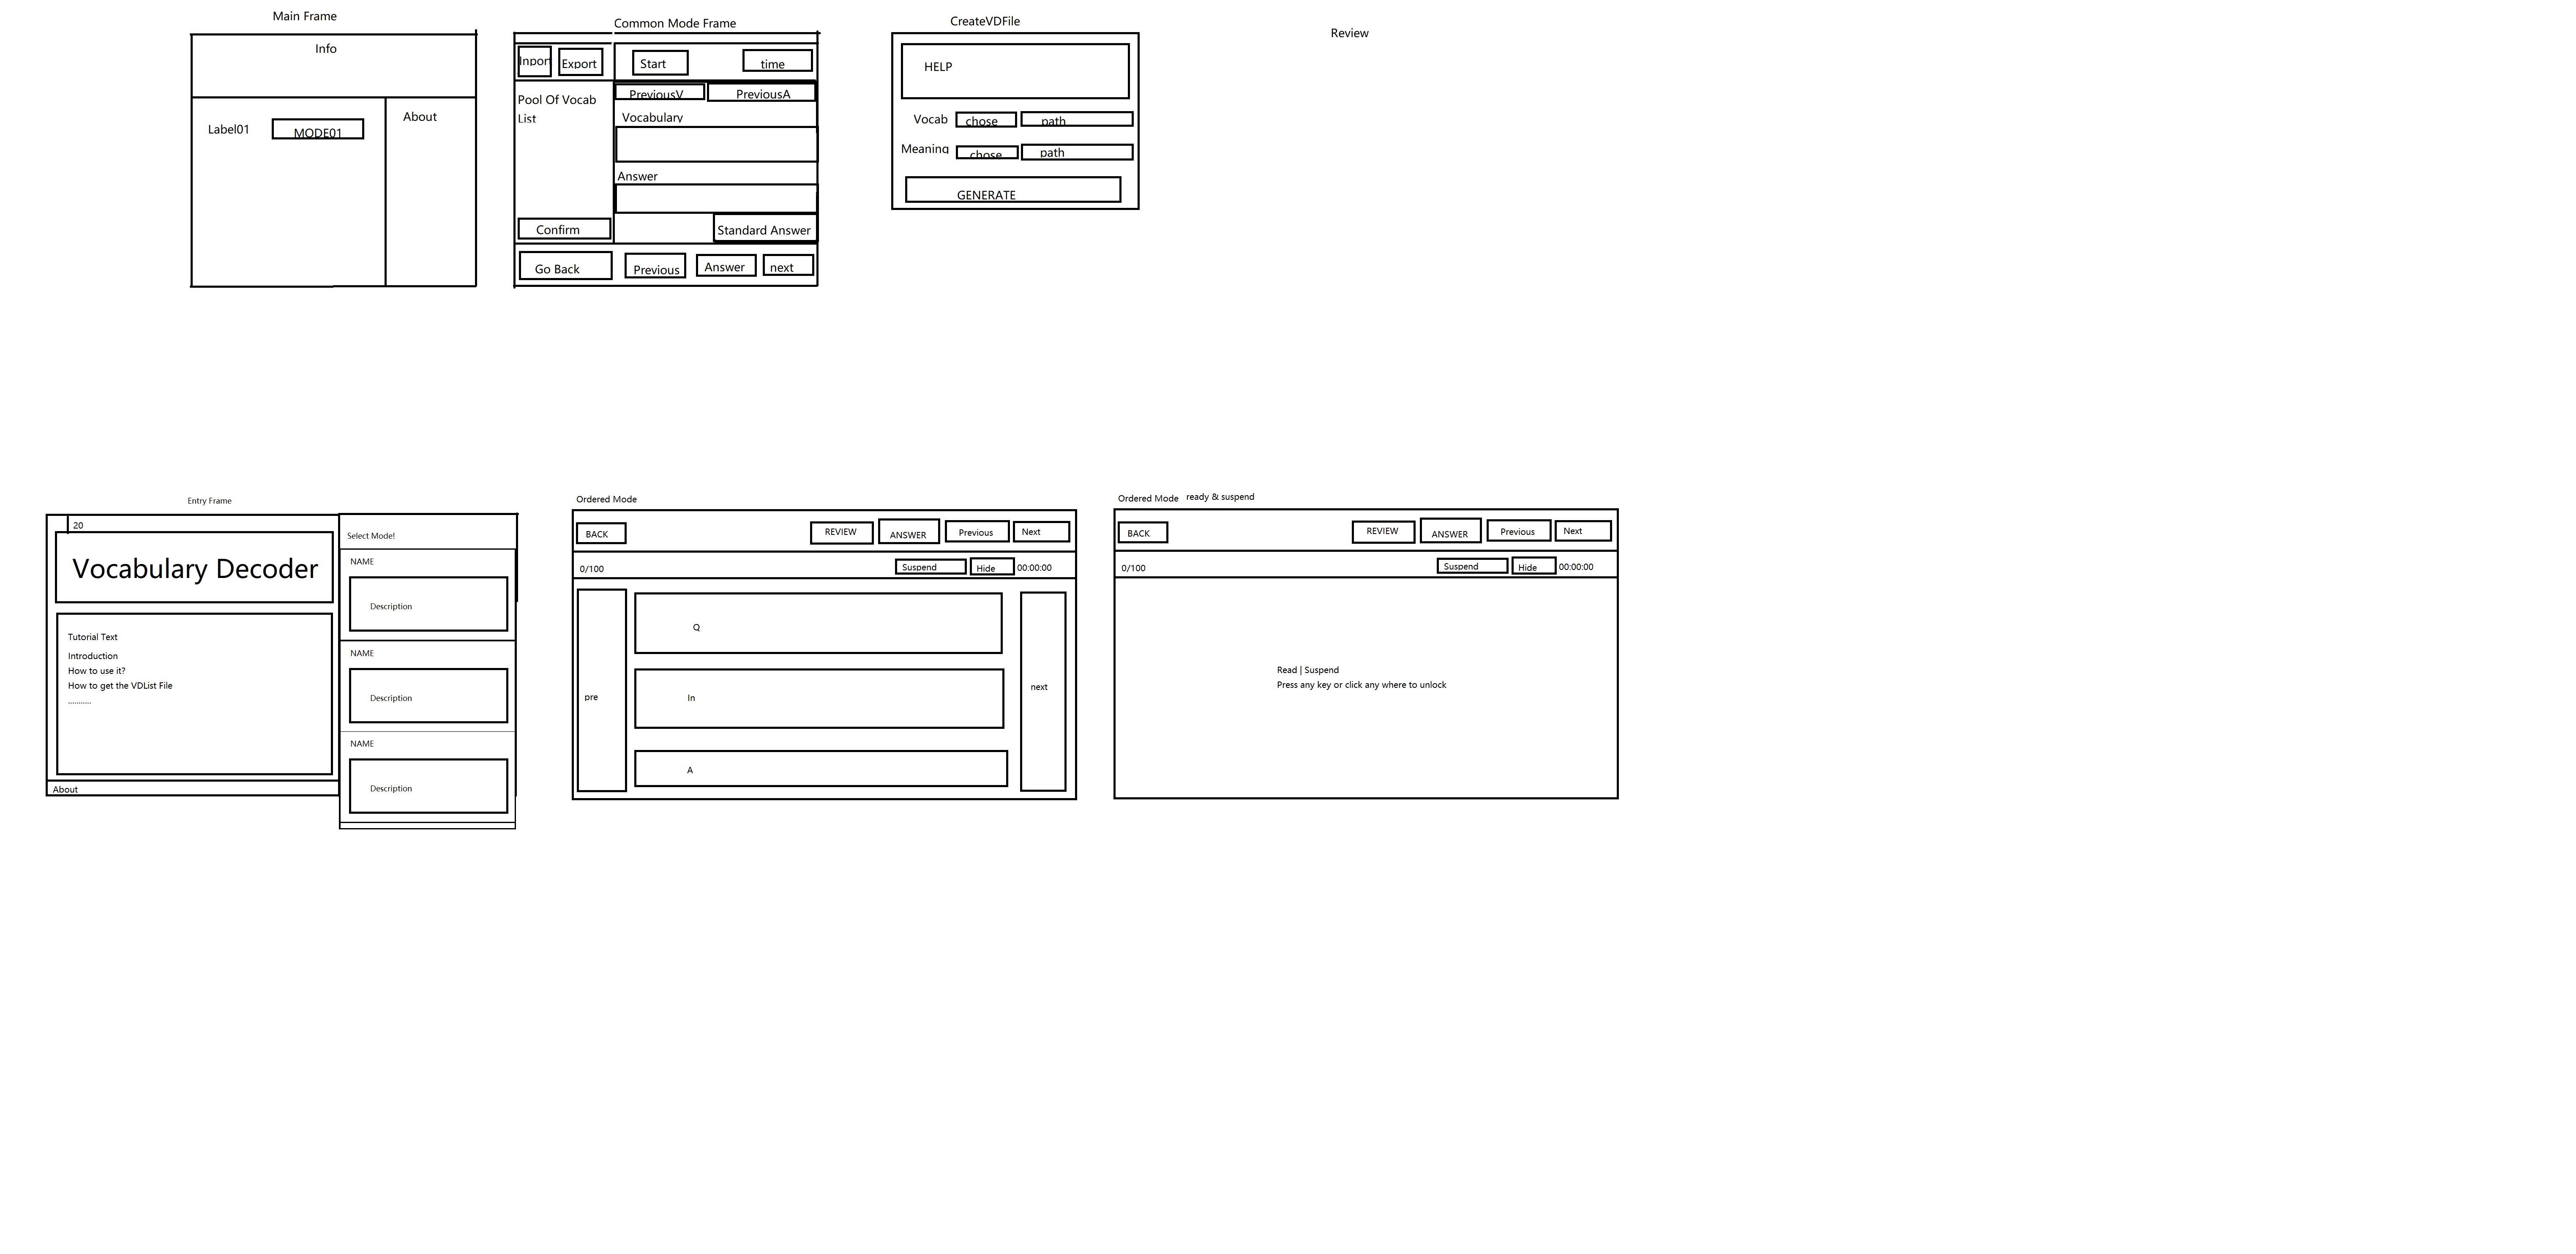 Main Frame
Info
Label01
MODE01
About
Common Mode Frame
Inport
Export
Start
time
Pool Of Vocab
List
PreviousV
PreviousA
Vocabulary
Answer
Confirm
Standard Answer
Go Back
Previous
Answer
next
CreateVDFile
HELP
Vocab
chose
path
Meaning
chose
path
GENERATE
Review
Entry Frame
20
Vocabulary Decoder
Tutorial Text
Introduction
How to use it?
How to get the VDList File
...........
About
Select Mode!
NAME
Description
NAME
Description
NAME
Description
Ordered Mode
BACK
REVIEW
ANSWER
Previous
Next
0/100
Suspend
Hide
00:00:00
pre
Q
In
A
next
Ordered Mode
ready & suspend
BACK
REVIEW
ANSWER
Previous
Next
0/100
Suspend
Hide
00:00:00
Read | Suspend
Press any key or click any where to unlock